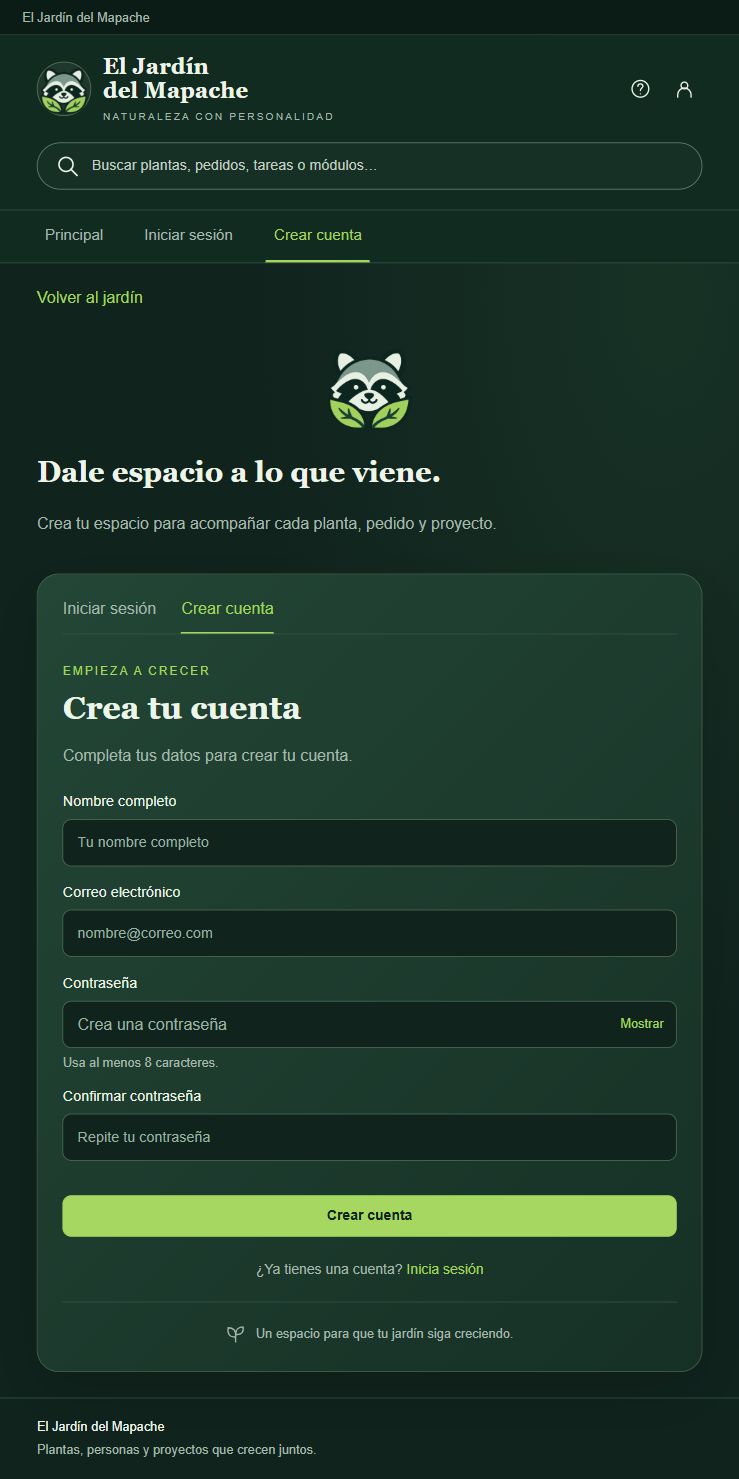 El Jardín del Mapache
El Jardín
del Mapache
NATURALEZA CON PERSONALIDAD
Buscar plantas, pedidos, tareas o módulos...
Principal
Iniciar sesión
Crear cuenta
Volver al jardín
Dale espacio a lo que viene.
Crea tu espacio para acompañar cada planta, pedido y proyecto.
Iniciar sesión
Crear cuenta
EMPIEZA A CRECER
Crea tu cuenta
Completa tus datos para crear tu cuenta.
Nombre completo
Tu nombre completo
Correo electrónico
nombre@correo.com
Contraseña
Crea una contraseña
Mostrar
Usa al menos 8 caracteres.
Confirmar contraseña
Repite tu contraseña
Crear cuenta
¿Ya tienes una cuenta? Inicia sesión
Un espacio para que tu jardín siga creciendo.
El Jardín del Mapache
Plantas, personas y proyectos que crecen juntos.